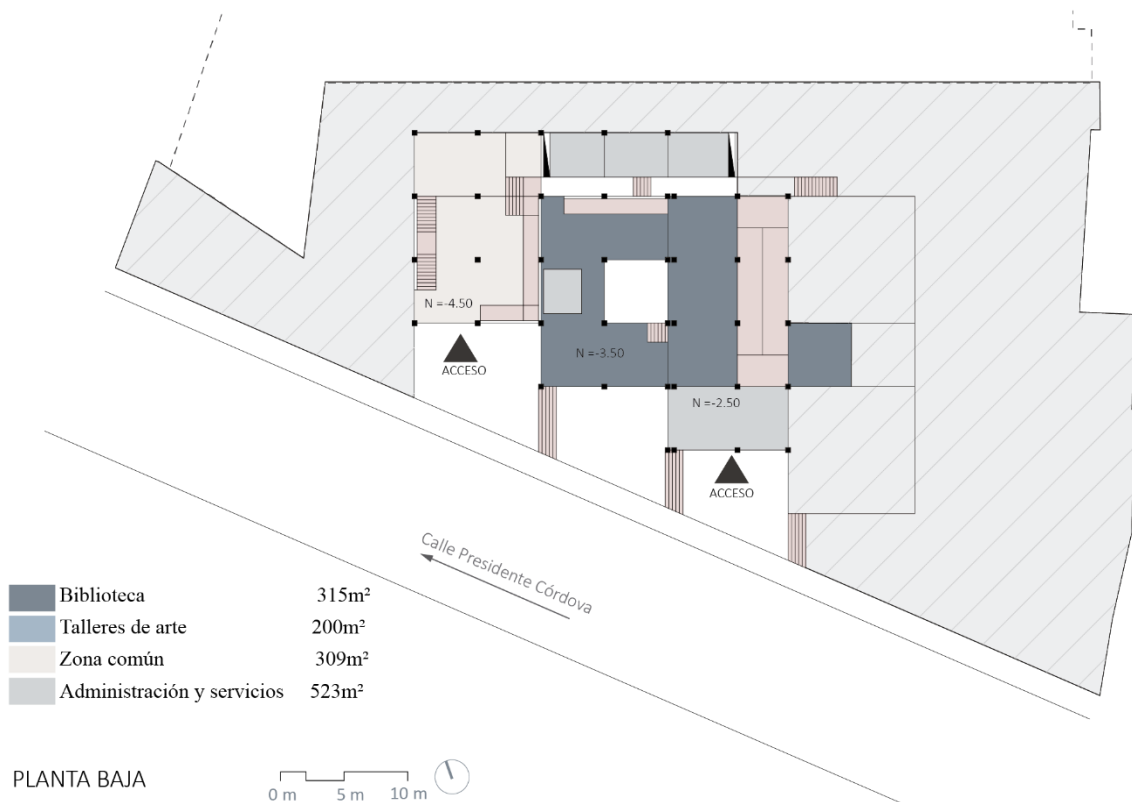 N =-4.50
ACCESO
N =-3.50
N =-2.50
ACCESO
Calle Presidente Córdova
Biblioteca 315m²
Talleres de arte 200m²
Zona común 309m²
Administración y servicios 523m²
PLANTA BAJA
0 m 5 m 10 m